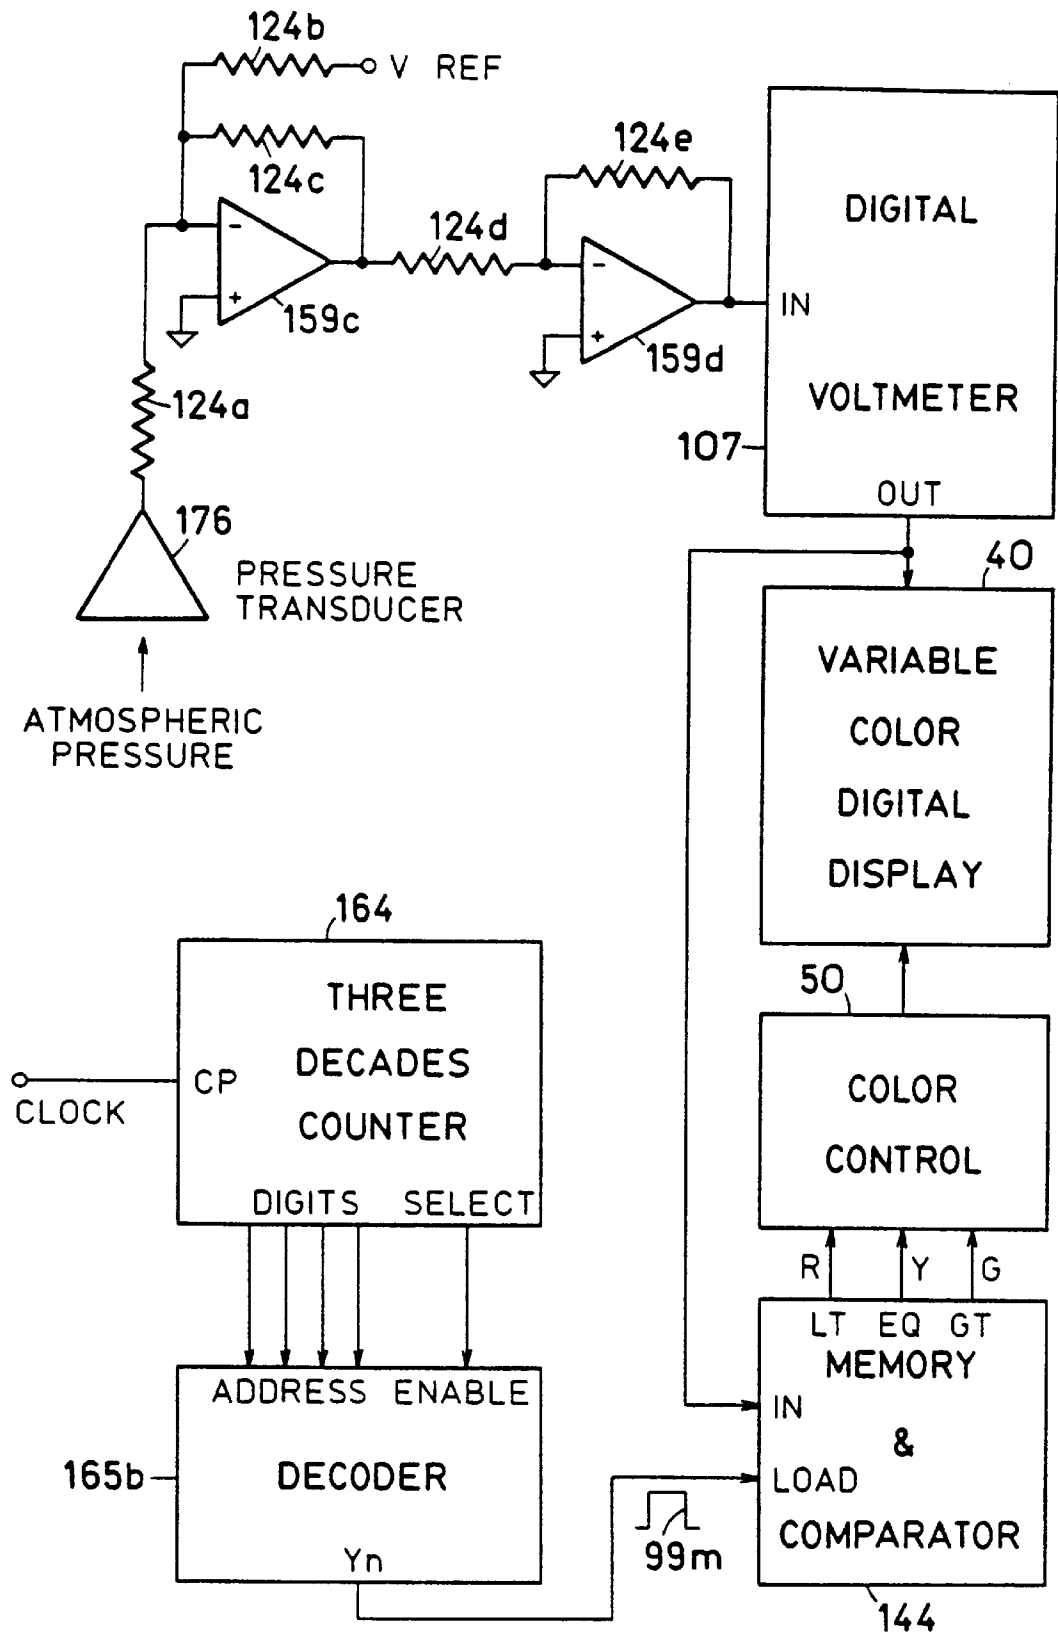 124b
V REF
124c
124e
124d
DIGITAL
-
+
159c
-
+
159d
IN
124a
VOLTMETER
107
OUT
176
PRESSURE
TRANSDUCER
40
ATMOSPHERIC
PRESSURE
VARIABLE
COLOR
DIGITAL
DISPLAY
164
THREE
DECADES
COUNTER
CP
CLOCK
DIGITS SELECT
50
COLOR
CONTROL
R Y G
LT EQ GT
MEMORY
&
COMPARATOR
IN
LOAD
ADDRESS ENABLE
165b
DECODER
Yn
99m
144